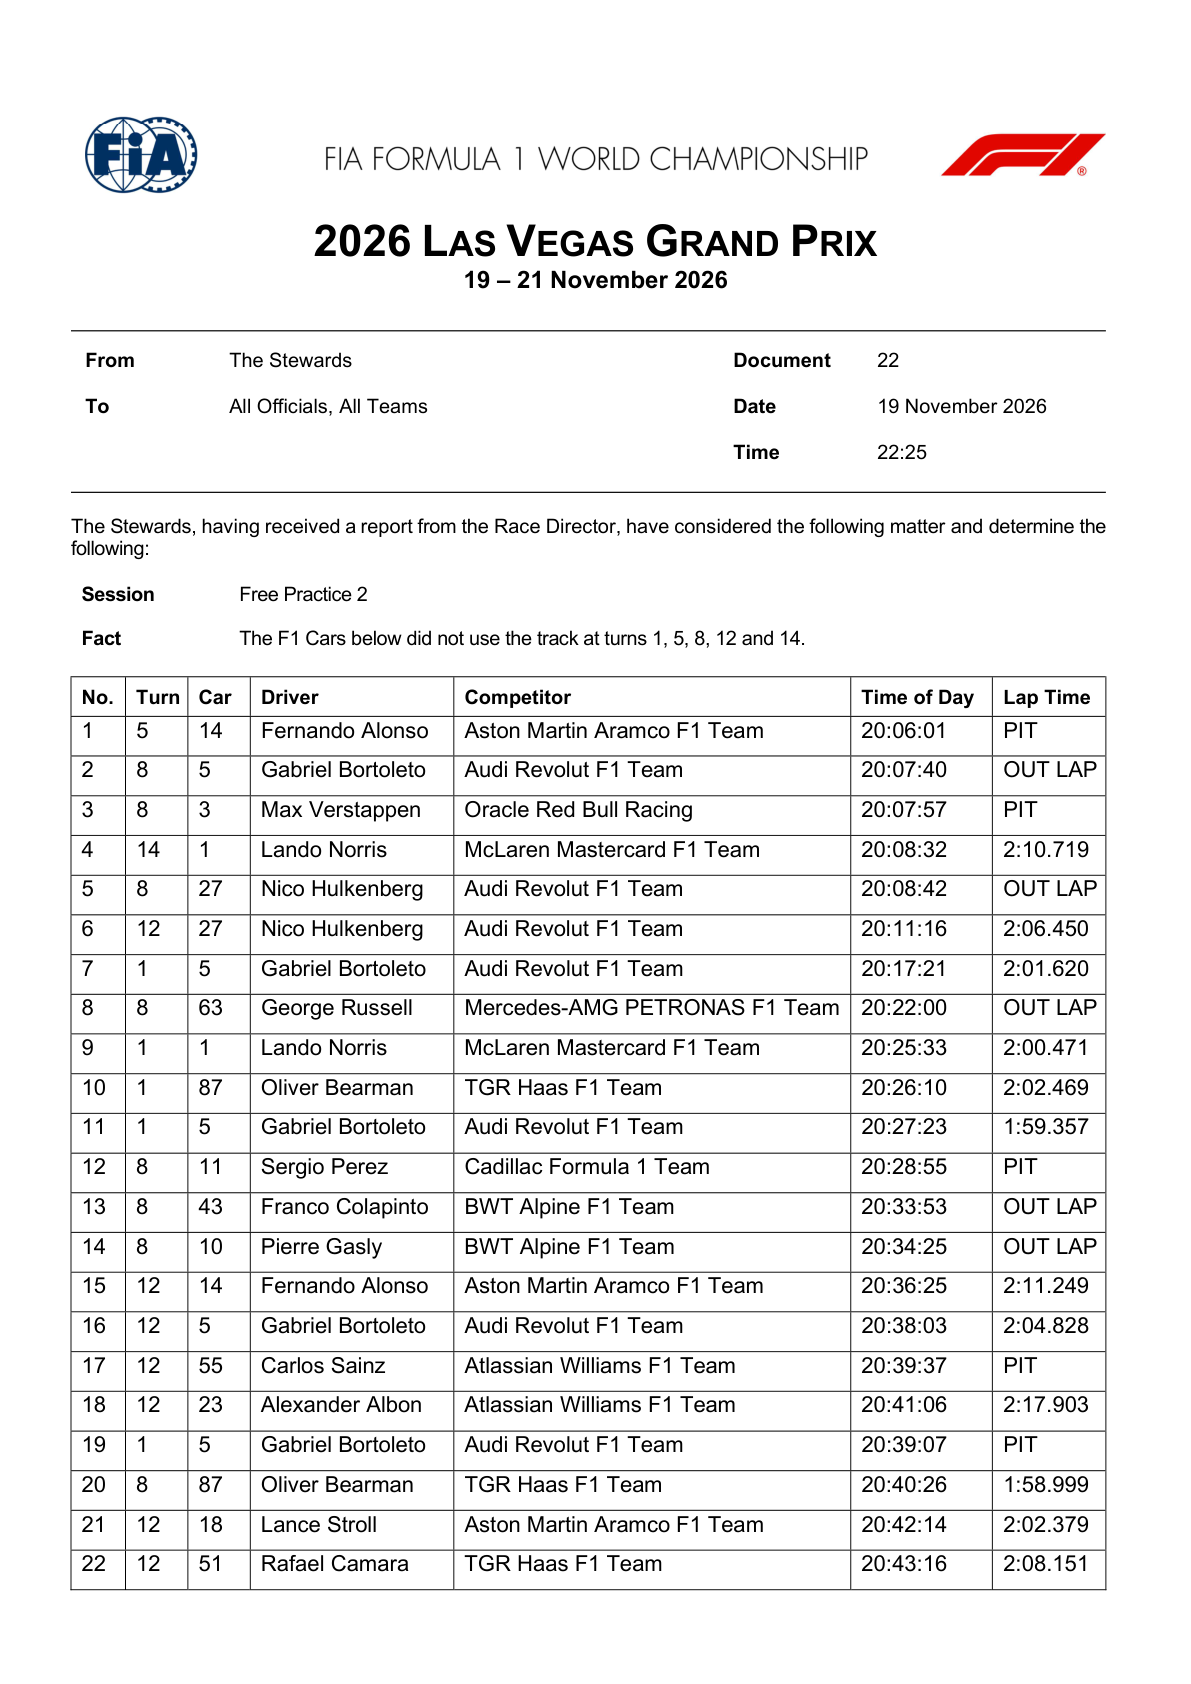 FiA
FIA FORMULA 1 WORLD CHAMPIONSHIP
F1®
2026 LAS VEGAS GRAND PRIX
19 – 21 November 2026
From The Stewards Document 22
To All Officials, All Teams Date 19 November 2026
Time 22:25
The Stewards, having received a report from the Race Director, have considered the following matter and determine the
following:
Session Free Practice 2
Fact The F1 Cars below did not use the track at turns 1, 5, 8, 12 and 14.
No. Turn Car Driver Competitor Time of Day Lap Time
1 5 14 Fernando Alonso Aston Martin Aramco F1 Team 20:06:01 PIT
2 8 5 Gabriel Bortoleto Audi Revolut F1 Team 20:07:40 OUT LAP
3 8 3 Max Verstappen Oracle Red Bull Racing 20:07:57 PIT
4 14 1 Lando Norris McLaren Mastercard F1 Team 20:08:32 2:10.719
5 8 27 Nico Hulkenberg Audi Revolut F1 Team 20:08:42 OUT LAP
6 12 27 Nico Hulkenberg Audi Revolut F1 Team 20:11:16 2:06.450
7 1 5 Gabriel Bortoleto Audi Revolut F1 Team 20:17:21 2:01.620
8 8 63 George Russell Mercedes-AMG PETRONAS F1 Team 20:22:00 OUT LAP
9 1 1 Lando Norris McLaren Mastercard F1 Team 20:25:33 2:00.471
10 1 87 Oliver Bearman TGR Haas F1 Team 20:26:10 2:02.469
11 1 5 Gabriel Bortoleto Audi Revolut F1 Team 20:27:23 1:59.357
12 8 11 Sergio Perez Cadillac Formula 1 Team 20:28:55 PIT
13 8 43 Franco Colapinto BWT Alpine F1 Team 20:33:53 OUT LAP
14 8 10 Pierre Gasly BWT Alpine F1 Team 20:34:25 OUT LAP
15 12 14 Fernando Alonso Aston Martin Aramco F1 Team 20:36:25 2:11.249
16 12 5 Gabriel Bortoleto Audi Revolut F1 Team 20:38:03 2:04.828
17 12 55 Carlos Sainz Atlassian Williams F1 Team 20:39:37 PIT
18 12 23 Alexander Albon Atlassian Williams F1 Team 20:41:06 2:17.903
19 1 5 Gabriel Bortoleto Audi Revolut F1 Team 20:39:07 PIT
20 8 87 Oliver Bearman TGR Haas F1 Team 20:40:26 1:58.999
21 12 18 Lance Stroll Aston Martin Aramco F1 Team 20:42:14 2:02.379
22 12 51 Rafael Camara TGR Haas F1 Team 20:43:16 2:08.151